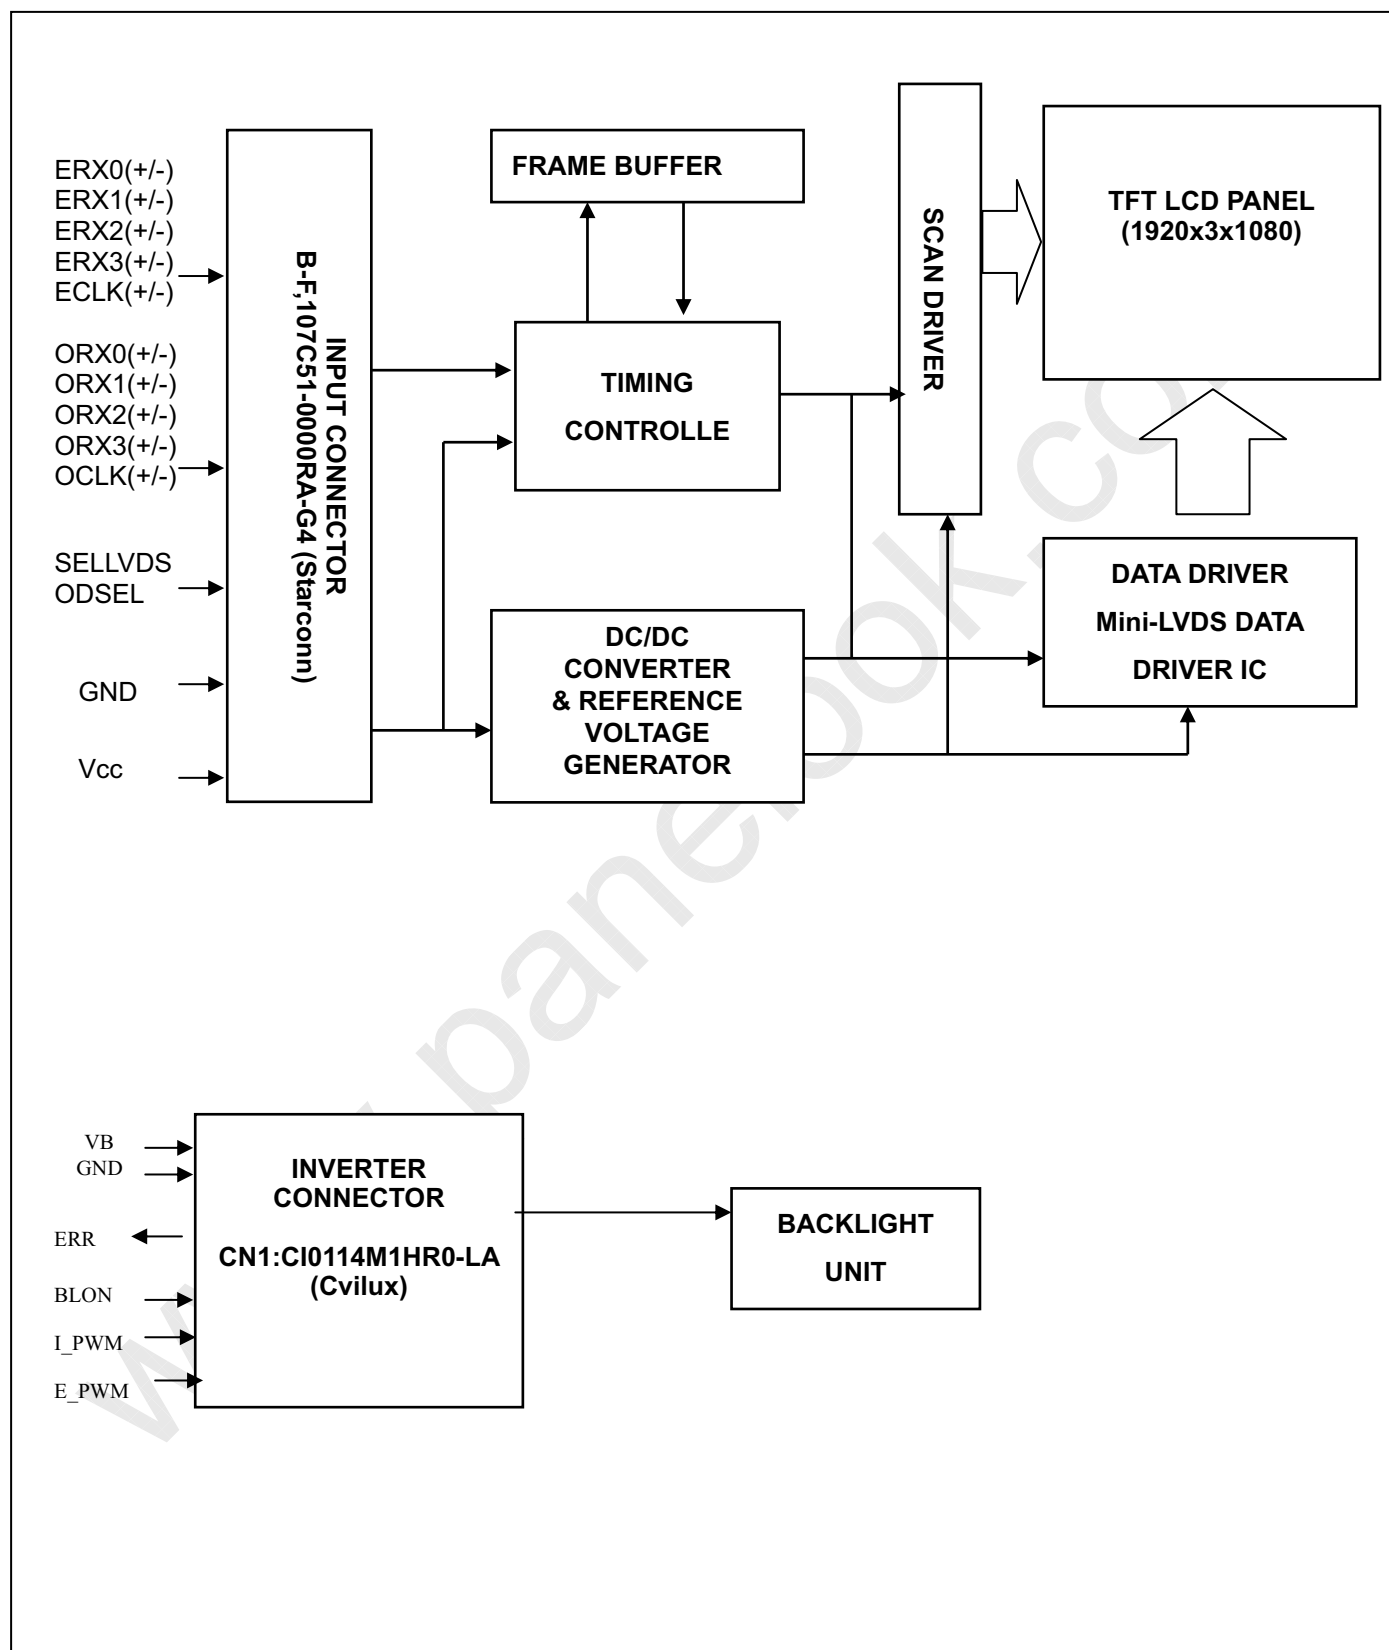 ERX0(+/-)
ERX1(+/-)
ERX2(+/-)
ERX3(+/-)
ECLK(+/-)
ORX0(+/-)
ORX1(+/-)
ORX2(+/-)
ORX3(+/-)
OCLK(+/-)
SELLVDS
ODSEL
GND
Vcc
INPUT CONNECTOR
B-F,107C51-0000RA-G4 (Starconn)
FRAME BUFFER
TIMING
CONTROLLE
DC/DC
CONVERTER
& REFERENCE
VOLTAGE
GENERATOR
SCAN DRIVER
TFT LCD PANEL
(1920x3x1080)
DATA DRIVER
Mini-LVDS DATA
DRIVER IC
VB
GND
ERR
BLON
I_PWM
E_PWM
INVERTER
CONNECTOR
CN1:CI0114M1HR0-LA
(Cvilux)
BACKLIGHT
UNIT